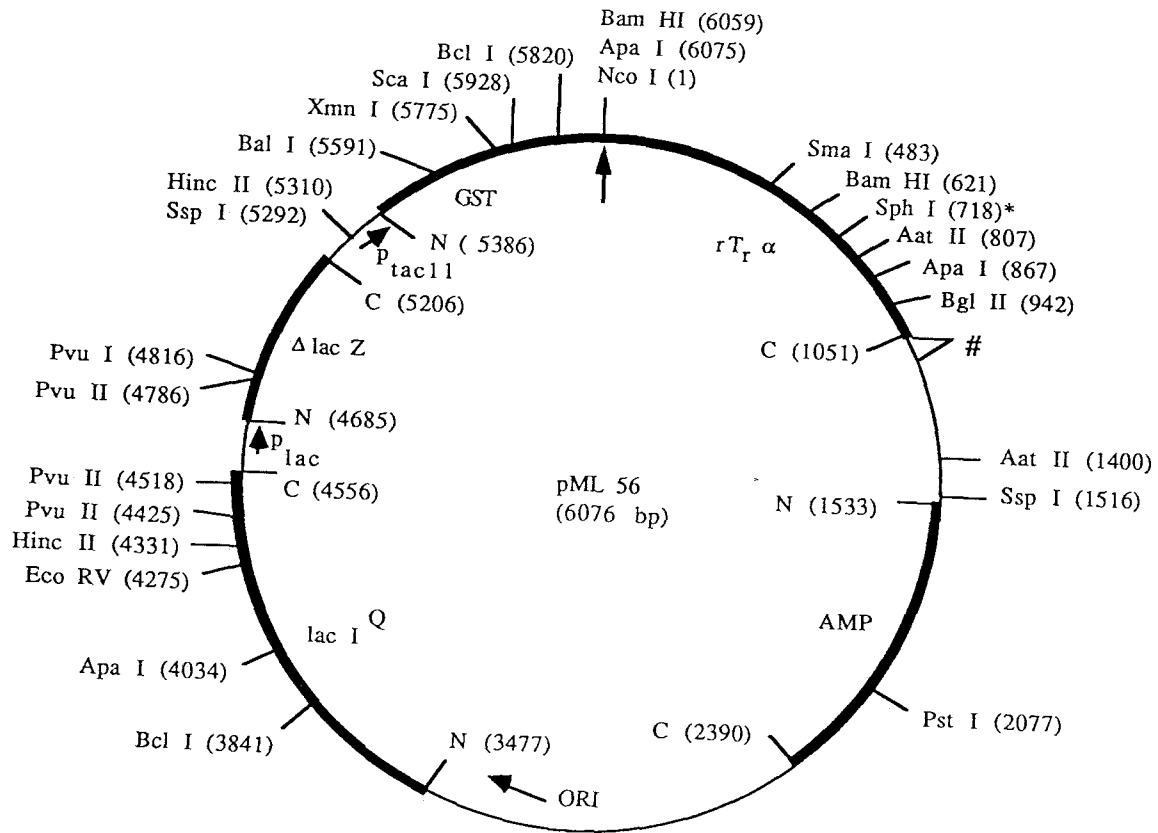 Bam HI (6059)
Apa I (6075)
Nco I (1)
Bcl I (5820)
Sca I (5928)
Xmn I (5775)
Bal I (5591)
Hinc II (5310)
Ssp I (5292)
GST
N ( 5386)
p tac11
C (5206)
Δ lac Z
Pvu I (4816)
Pvu II (4786)
N (4685)
p lac
C (4556)
Pvu II (4518)
Pvu II (4425)
Hinc II (4331)
Eco RV (4275)
lac I Q
Apa I (4034)
Bcl I (3841)
N (3477)
ORI
pML 56
(6076 bp)
Sma I (483)
Bam HI (621)
Sph I (718)*
Aat II (807)
Apa I (867)
Bgl II (942)
rTr α
C (1051)
#
Aat II (1400)
Ssp I (1516)
N (1533)
AMP
Pst I (2077)
C (2390)